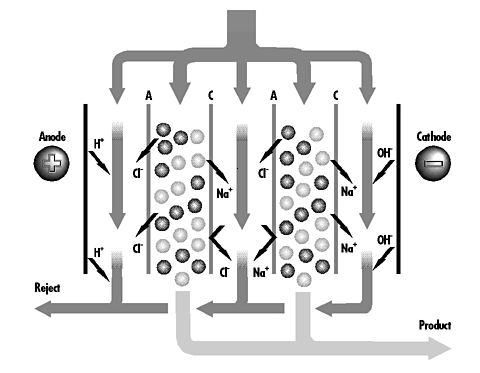 A C A C
Anode
+
H⁺
Cl⁻
Na⁺
Cl⁻
Na⁺
OH⁻
Cathode
−
H⁺
Cl⁻
Cl⁻
Na⁺
Na⁺
OH⁻
Reject
Product